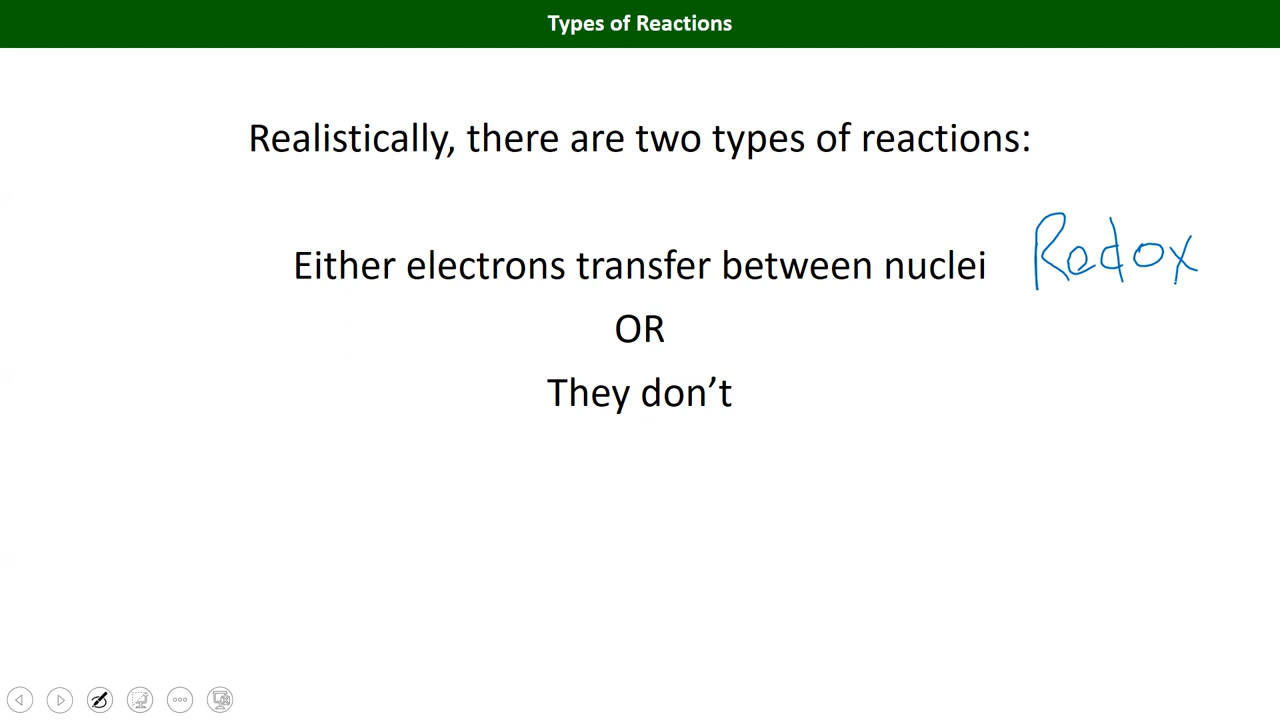 Types of Reactions
Realistically, there are two types of reactions:
Either electrons transfer between nuclei Redox
OR
They don’t